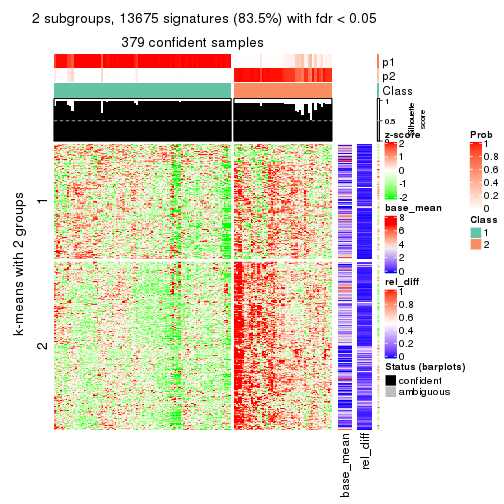 2 subgroups, 13675 signatures (83.5%) with fdr < 0.05
379 confident samples
p1
p2
Class
1
0.5
0
Silhouette
score
k-means with 2 groups
1
2
base_mean
rel_diff
z-score
2
1
0
-1
-2
base_mean
8
6
4
2
0
rel_diff
1
0.8
0.6
0.4
0.2
0
Status (barplots)
confident
ambiguous
Prob
1
0.8
0.6
0.4
0.2
0
Class
1
2